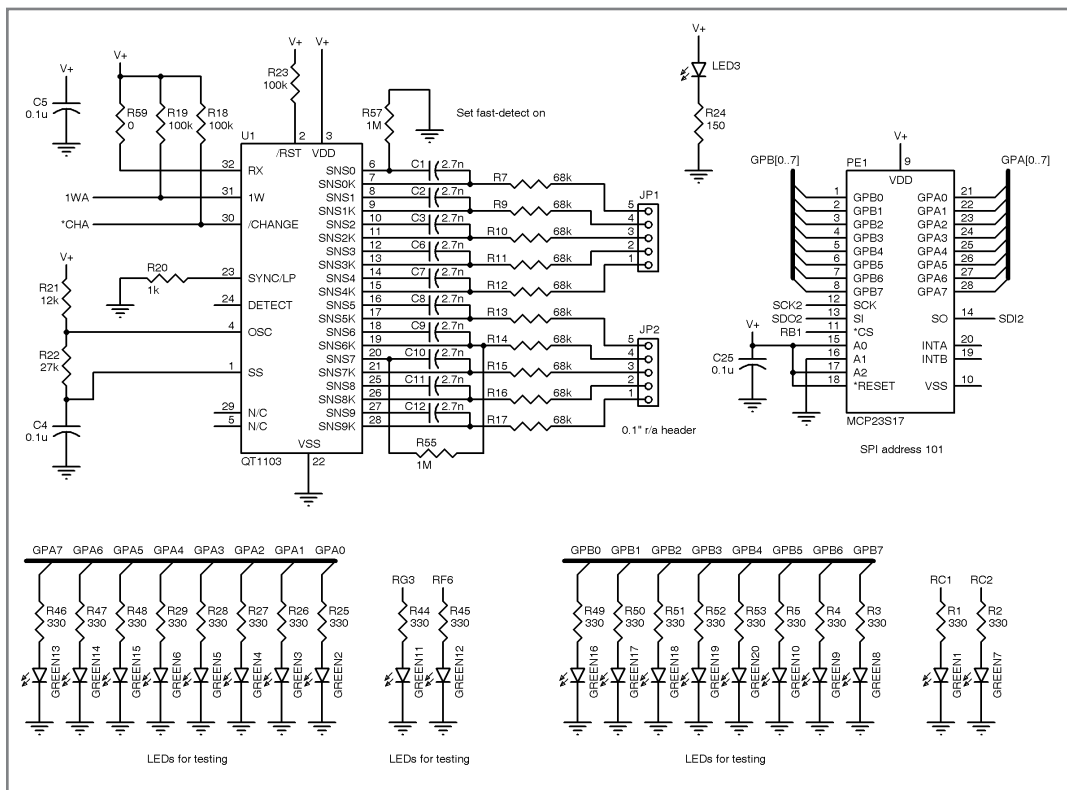 V+
C5
0.1u
V+
R59
0
R19
100k
R18
100k
V+
R23
100k
V+
R57
1M
Set fast-detect on
V+
LED3
R24
150
U1
2
/RST
3
VDD
32
RX
1WA
31
1W
*CHA
30
/CHANGE
R20
1k
23
SYNC/LP
24
DETECT
V+
R21
12k
4
OSC
R22
27k
1
SS
C4
0.1u
29
N/C
5
N/C
VSS
22
QT1103
SNS0 6
SNS0K 7
SNS1 8
SNS1K 9
SNS2 10
SNS2K 11
SNS3 12
SNS3K 13
SNS4 14
SNS4K 15
SNS5 16
SNS5K 17
SNS6 18
SNS6K 19
SNS7 20
SNS7K 21
SNS8 25
SNS8K 26
SNS9 27
SNS9K 28
C1 2.7n
C2 2.7n
C3 2.7n
C6 2.7n
C7 2.7n
C8 2.7n
C9 2.7n
C10 2.7n
C11 2.7n
C12 2.7n
R55
1M
R7 68k
R9 68k
R10 68k
R11 68k
R12 68k
R13 68k
R14 68k
R15 68k
R16 68k
R17 68k
JP1
5
4
3
2
1
JP2
5
4
3
2
1
0.1" r/a header
V+
GPB[0..7]
PE1
9
GPA[0..7]
VDD
1 GPB0 GPA0 21
2 GPB1 GPA1 22
3 GPB2 GPA2 23
4 GPB3 GPA3 24
5 GPB4 GPA4 25
6 GPB5 GPA5 26
7 GPB6 GPA6 27
8 GPB7 GPA7 28
SCK2 12 SCK
SDO2 13 SI SO 14 SDI2
RB1 11 *CS
V+
15 A0 INTA 20
16 A1 INTB 19
17 A2
18 *RESET VSS 10
C25
0.1u
MCP23S17
SPI address 101
GPA7 GPA6 GPA5 GPA4 GPA3 GPA2 GPA1 GPA0
R46 R47 R48 R29 R28 R27 R26 R25
330 330 330 330 330 330 330 330
GREEN13 GREEN14 GREEN15 GREEN6 GREEN5 GREEN4 GREEN3 GREEN2
LEDs for testing
RG3 RF6
R44 R45
330 330
GREEN11 GREEN12
LEDs for testing
GPB0 GPB1 GPB2 GPB3 GPB4 GPB5 GPB6 GPB7
R49 R50 R51 R52 R53 R5 R4 R3
330 330 330 330 330 330 330 330
GREEN16 GREEN17 GREEN18 GREEN19 GREEN20 GREEN10 GREEN9 GREEN8
LEDs for testing
RC1 RC2
R1 R2
330 330
GREEN1 GREEN7